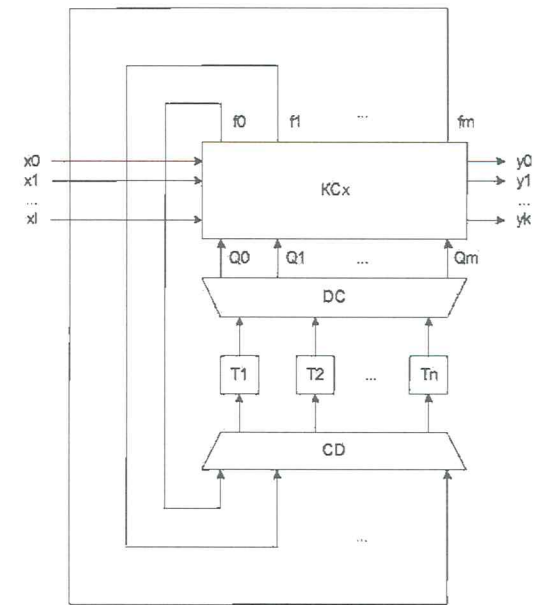 f0 f1 ... fm
x0 y0
x1 KCx y1
... ...
xl yk
Q0 Q1 ... Qm
DC
T1 T2 ... Tn
CD
...